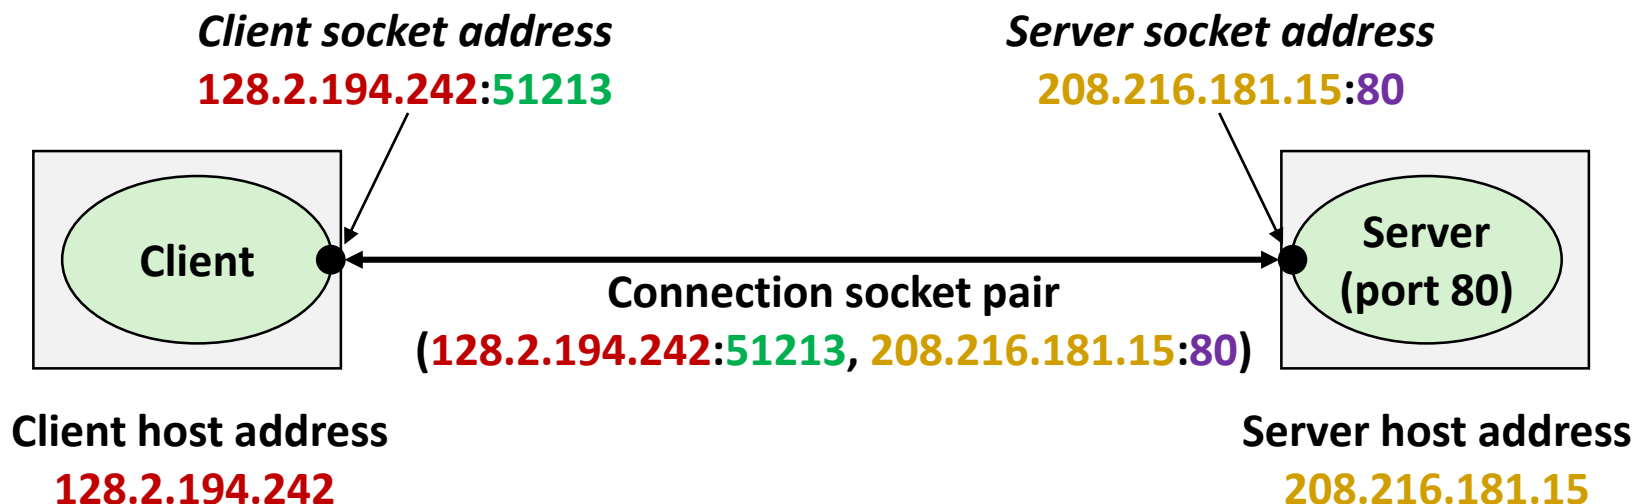 Client socket address
128.2.194.242:51213
Server socket address
208.216.181.15:80
Client
Server
(port 80)
Connection socket pair
(128.2.194.242:51213, 208.216.181.15:80)
Client host address
128.2.194.242
Server host address
208.216.181.15